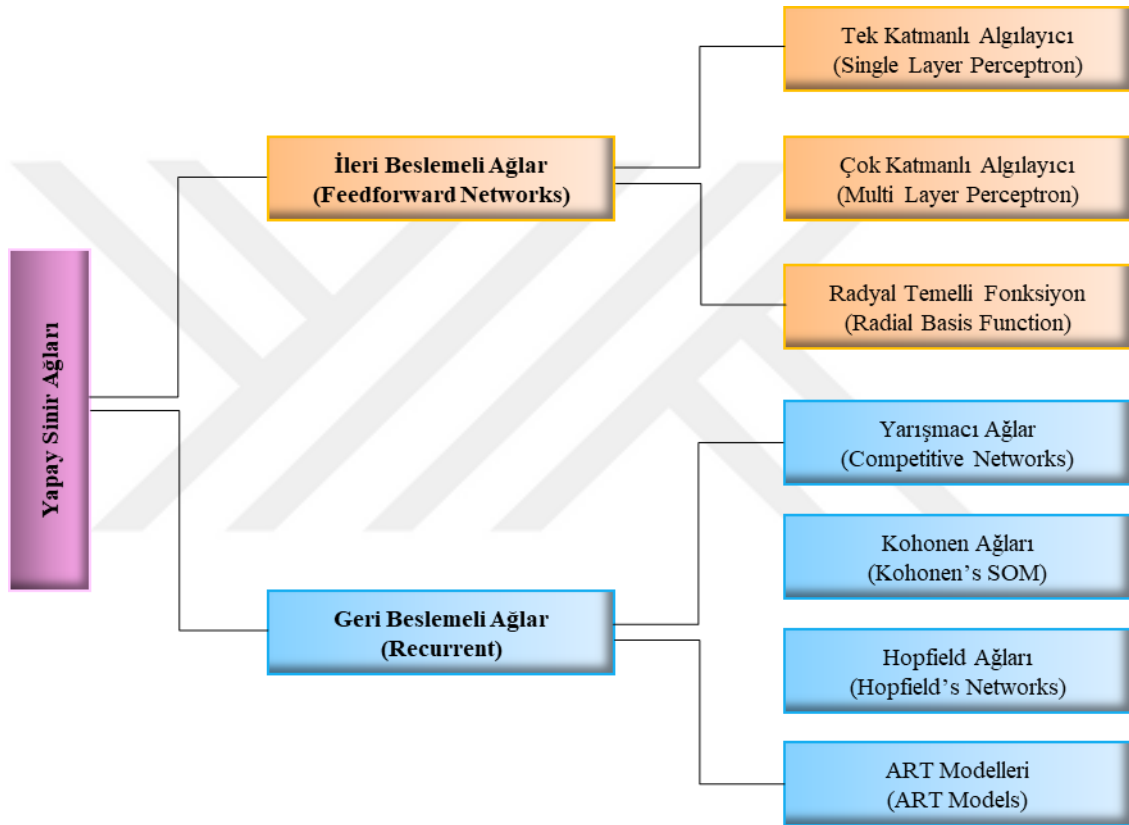 Yapay Sinir Ağları
İleri Beslemeli Ağlar
(Feedforward Networks)
Tek Katmanlı Algılayıcı
(Single Layer Perceptron)
Çok Katmanlı Algılayıcı
(Multi Layer Perceptron)
Radyal Temelli Fonksiyon
(Radial Basis Function)
Geri Beslemeli Ağlar
(Recurrent)
Yarışmacı Ağlar
(Competitive Networks)
Kohonen Ağları
(Kohonen’s SOM)
Hopfield Ağları
(Hopfield’s Networks)
ART Modelleri
(ART Models)